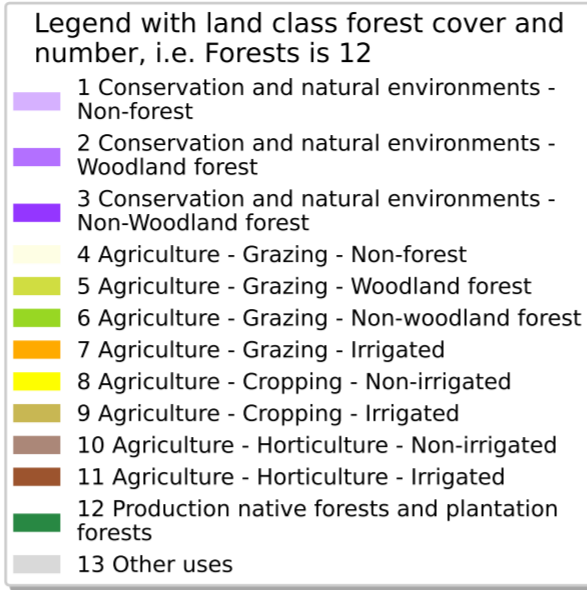 Legend with land class forest cover and
number, i.e. Forests is 12
1 Conservation and natural environments -
Non-forest
2 Conservation and natural environments -
Woodland forest
3 Conservation and natural environments -
Non-Woodland forest
4 Agriculture - Grazing - Non-forest
5 Agriculture - Grazing - Woodland forest
6 Agriculture - Grazing - Non-woodland forest
7 Agriculture - Grazing - Irrigated
8 Agriculture - Cropping - Non-irrigated
9 Agriculture - Cropping - Irrigated
10 Agriculture - Horticulture - Non-irrigated
11 Agriculture - Horticulture - Irrigated
12 Production native forests and plantation
forests
13 Other uses